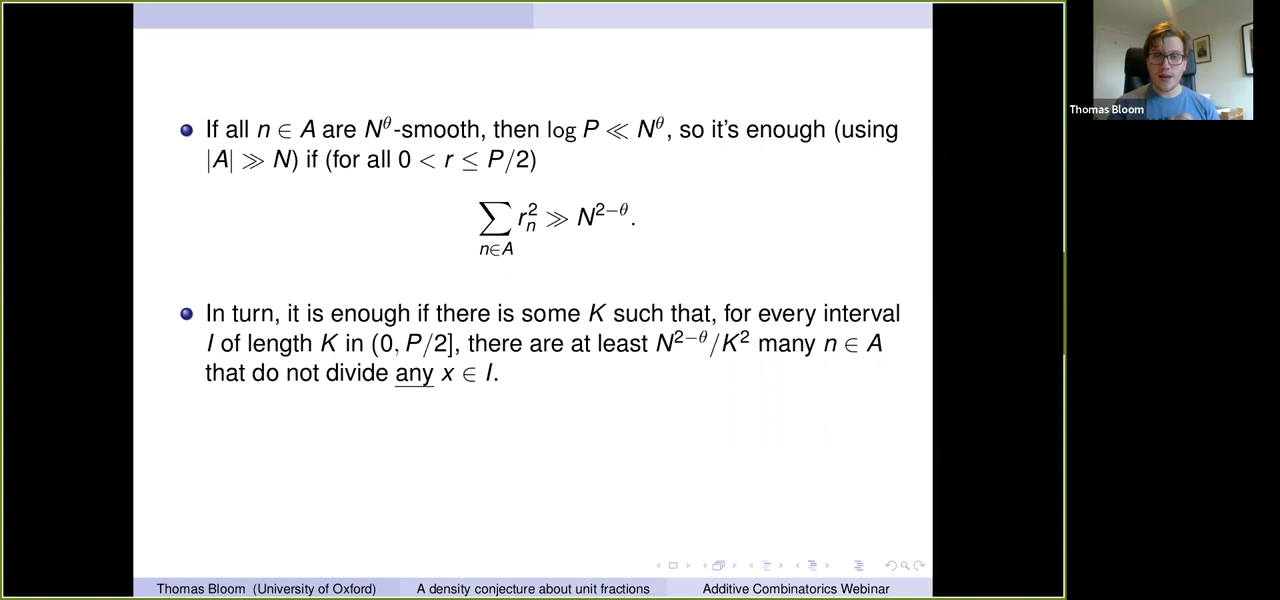 If all n ∈ A are N^θ-smooth, then log P ≪ N^θ, so it's enough (using
|A| ≫ N) if (for all 0 < r ≤ P/2)
∑_{n∈A} r_n^2 ≫ N^{2−θ}.
In turn, it is enough if there is some K such that, for every interval
I of length K in (0, P/2], there are at least N^{2−θ}/K^2 many n ∈ A
that do not divide any x ∈ I.
Thomas Bloom (University of Oxford)
A density conjecture about unit fractions
Additive Combinatorics Webinar
Thomas Bloom